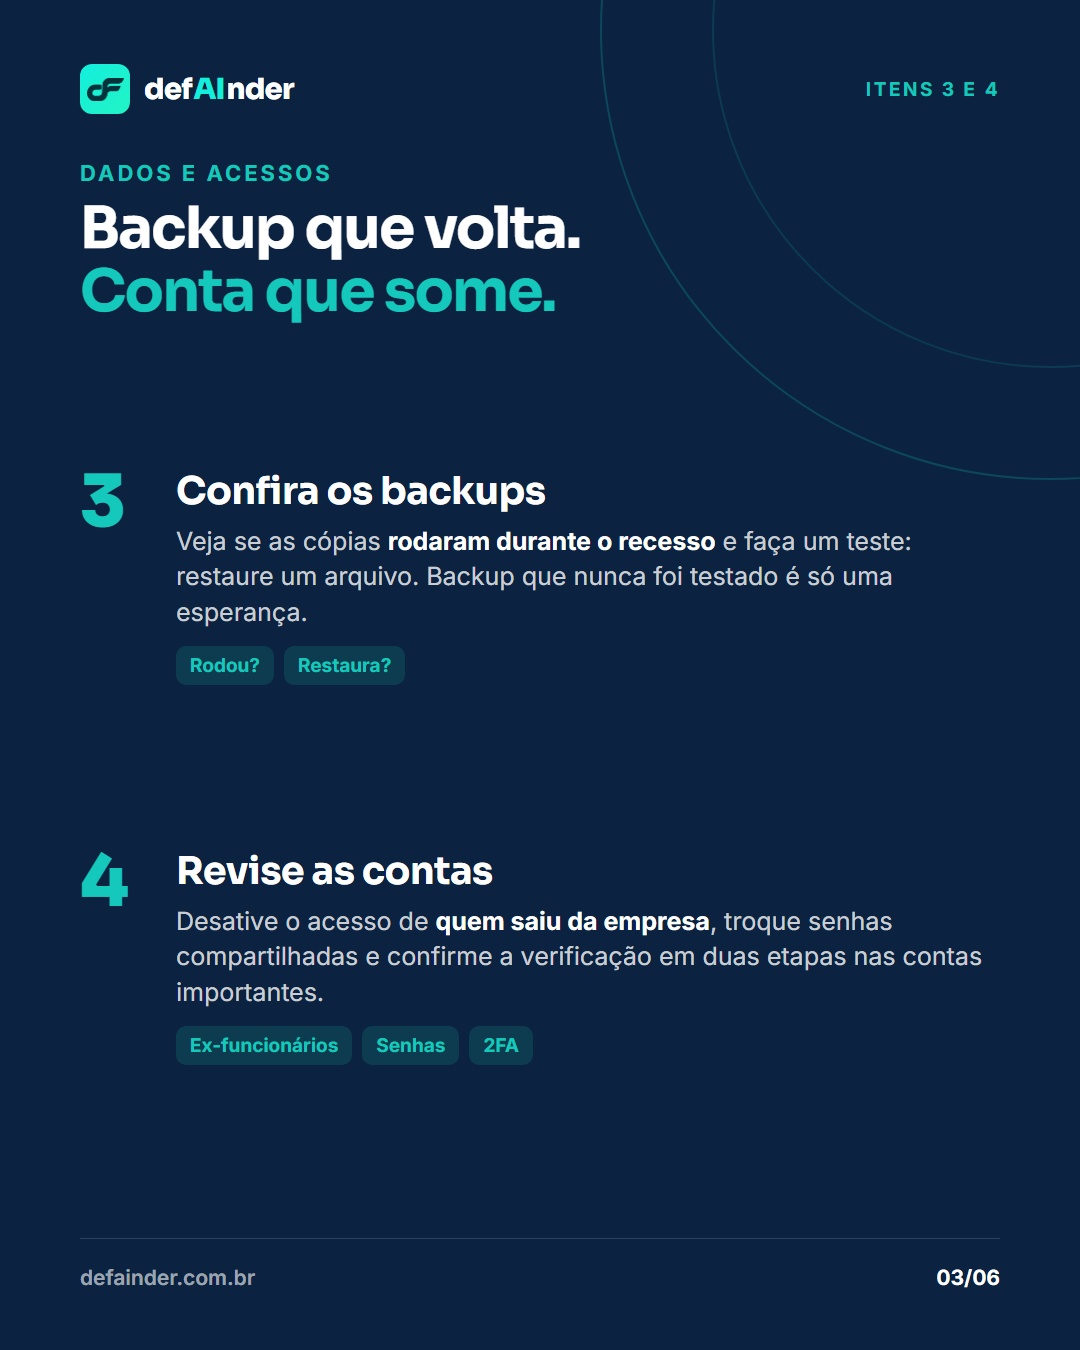 defAInder
ITENS 3 E 4
DADOS E ACESSOS
Backup que volta.
Conta que some.
3
Confira os backups
Veja se as cópias rodaram durante o recesso e faça um teste:
restaure um arquivo. Backup que nunca foi testado é só uma
esperança.
Rodou?
Restaura?
4
Revise as contas
Desative o acesso de quem saiu da empresa, troque senhas
compartilhadas e confirme a verificação em duas etapas nas contas
importantes.
Ex-funcionários
Senhas
2FA
defainder.com.br
03/06